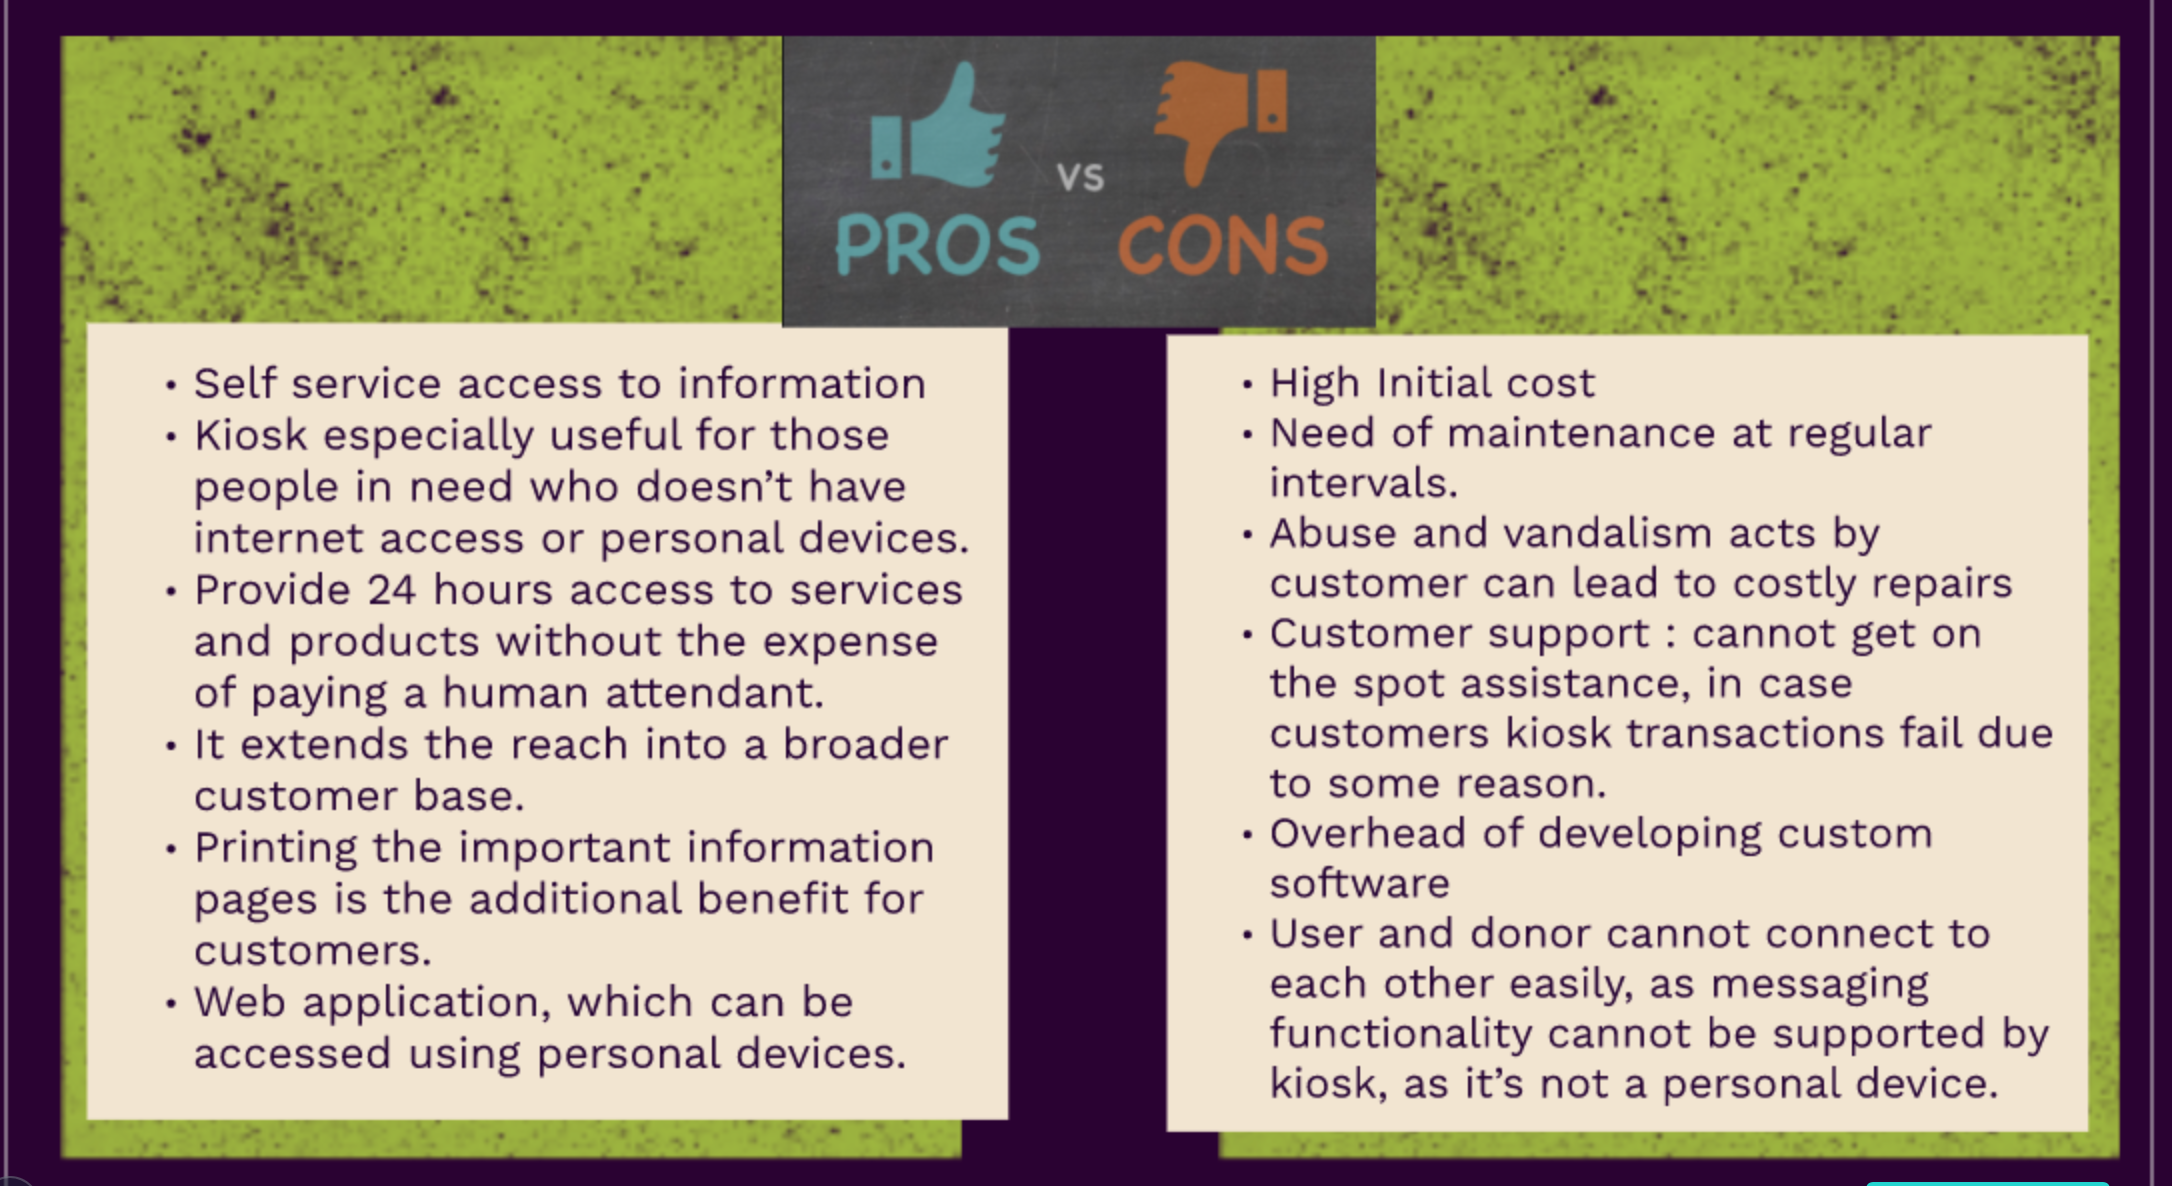 PROS vs CONS
• Self service access to information
• Kiosk especially useful for those
people in need who doesn’t have
internet access or personal devices.
• Provide 24 hours access to services
and products without the expense
of paying a human attendant.
• It extends the reach into a broader
customer base.
• Printing the important information
pages is the additional benefit for
customers.
• Web application, which can be
accessed using personal devices.
• High Initial cost
• Need of maintenance at regular
intervals.
• Abuse and vandalism acts by
customer can lead to costly repairs
• Customer support : cannot get on
the spot assistance, in case
customers kiosk transactions fail due
to some reason.
• Overhead of developing custom
software
• User and donor cannot connect to
each other easily, as messaging
functionality cannot be supported by
kiosk, as it’s not a personal device.